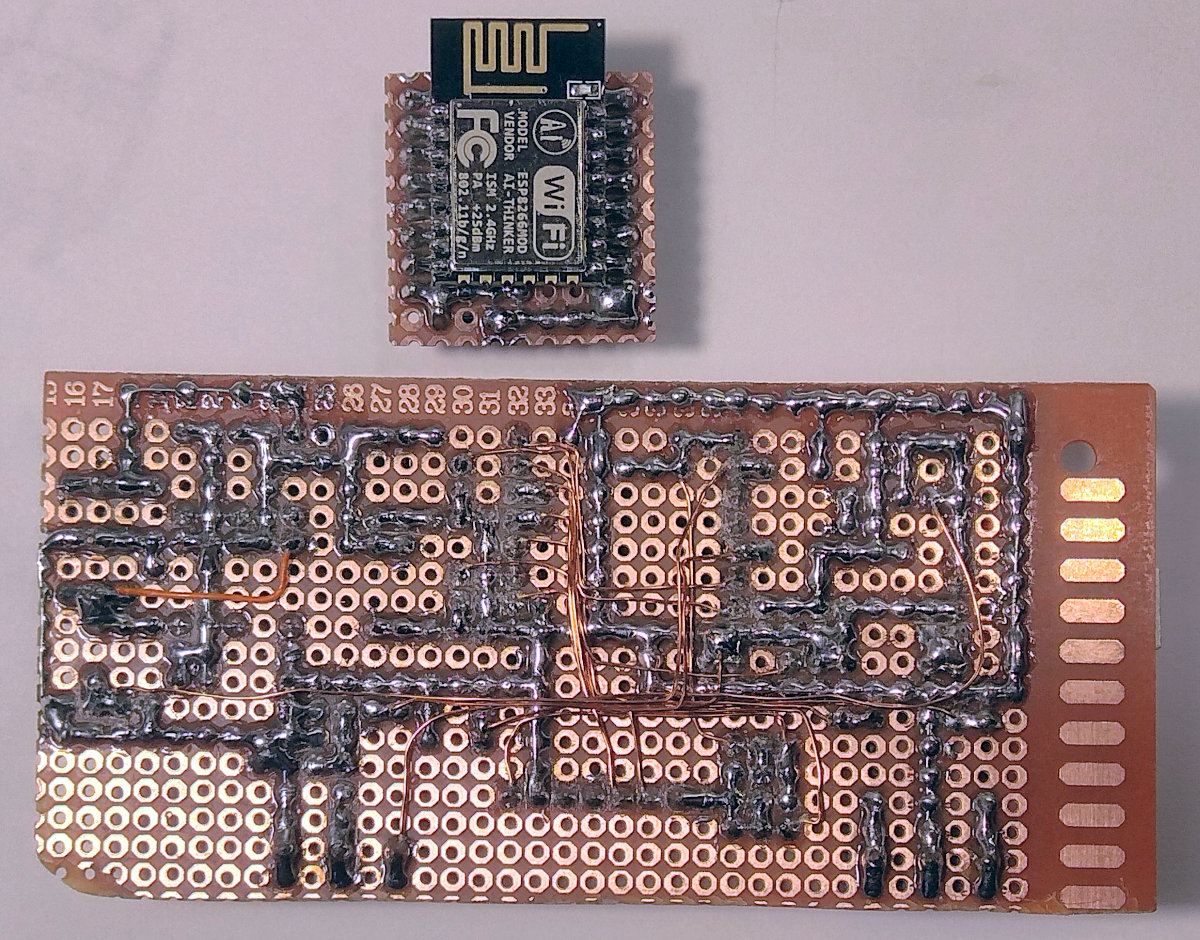 Ai
WiFi
MODEL ESP8266MOD
VENDOR AI-THINKER
ISM 2.4GHz
PA +25dBm
802.11b/g/n
FC
16 17 26 27 28 29 30 31 32 33